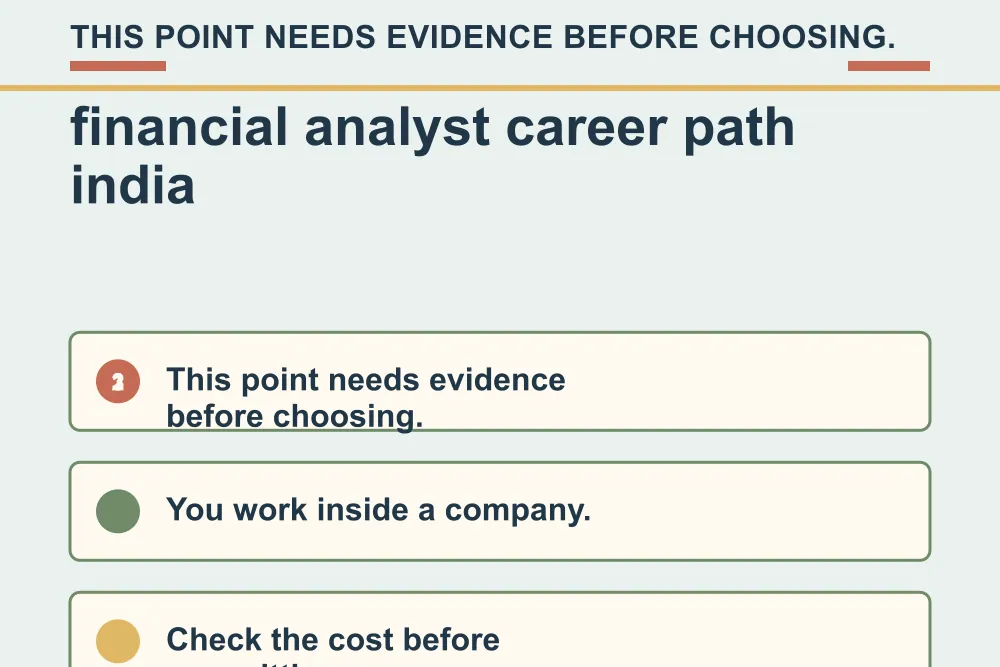 THIS POINT NEEDS EVIDENCE BEFORE CHOOSING.
financial analyst career path
india
This point needs evidence
before choosing.
You work inside a company.
Check the cost before